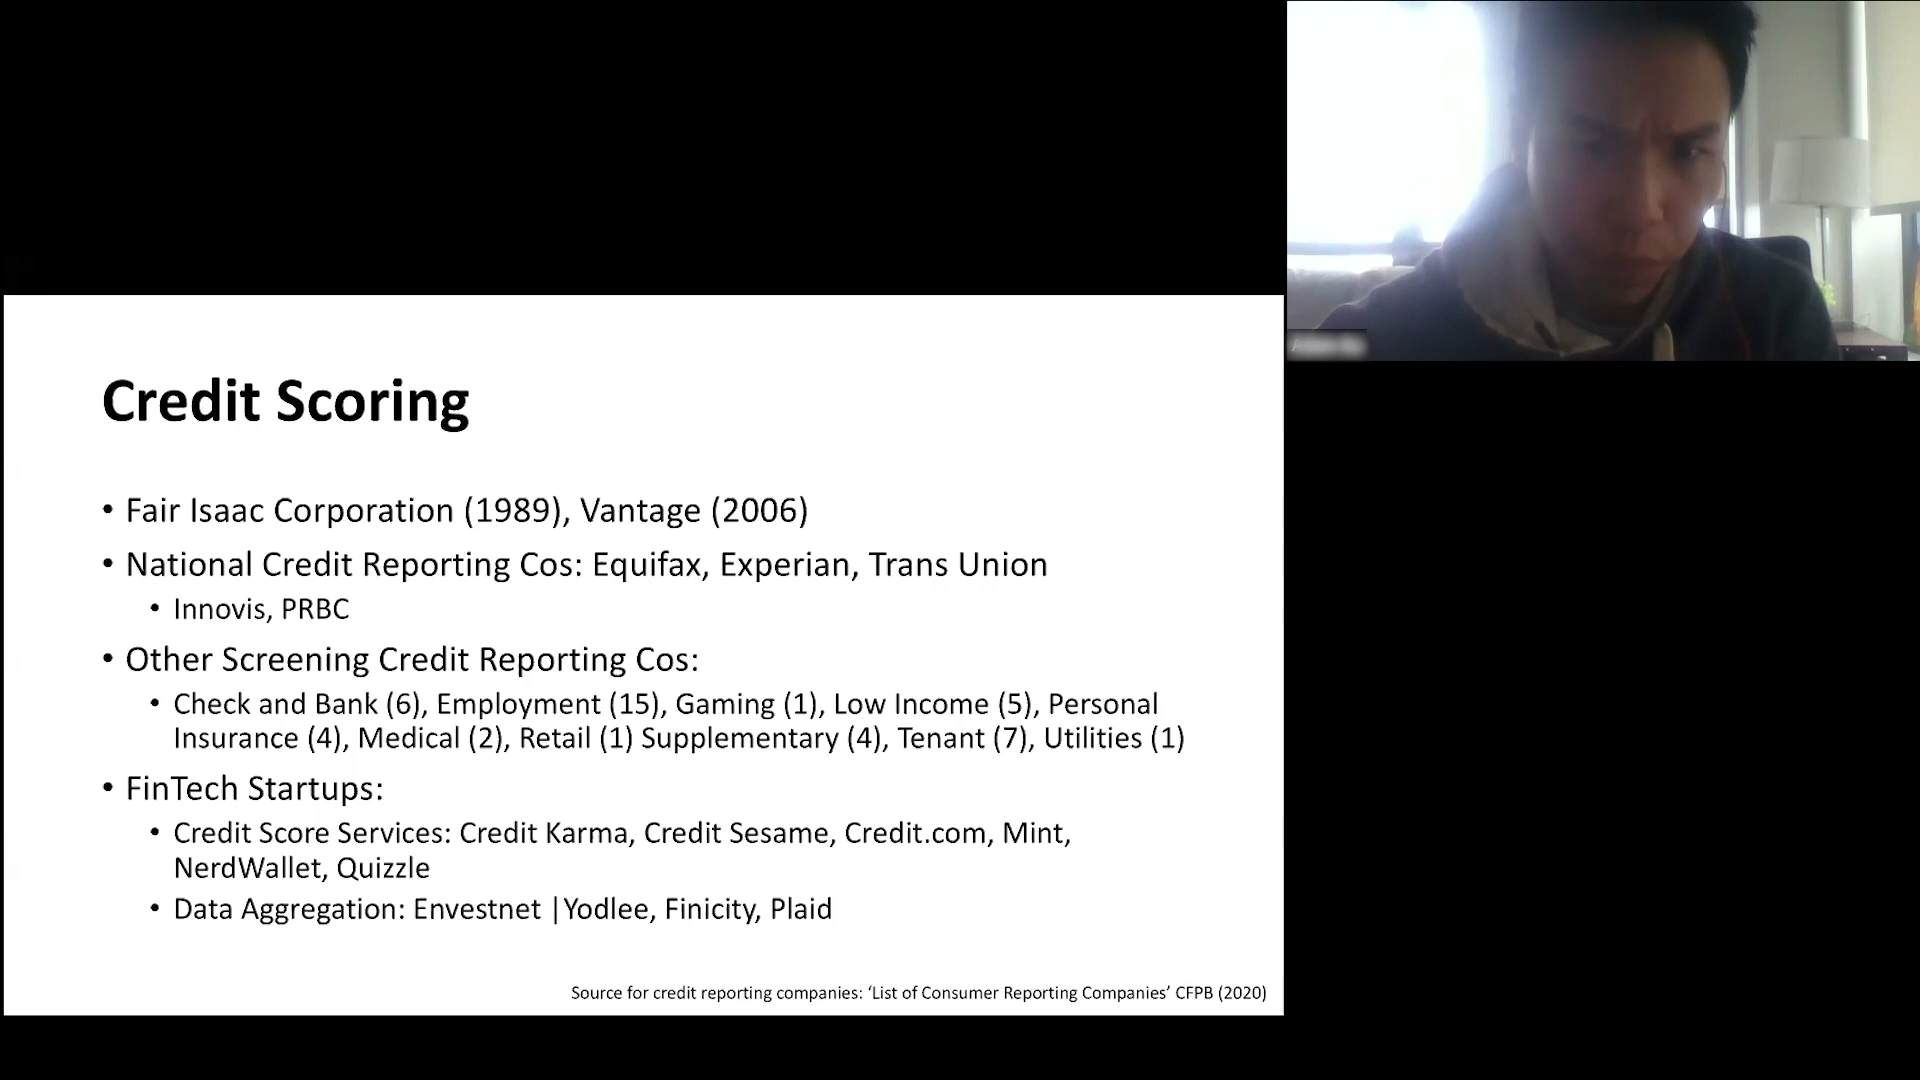 Credit Scoring
• Fair Isaac Corporation (1989), Vantage (2006)
• National Credit Reporting Cos: Equifax, Experian, Trans Union
• Innovis, PRBC
• Other Screening Credit Reporting Cos:
• Check and Bank (6), Employment (15), Gaming (1), Low Income (5), Personal
Insurance (4), Medical (2), Retail (1) Supplementary (4), Tenant (7), Utilities (1)
• FinTech Startups:
• Credit Score Services: Credit Karma, Credit Sesame, Credit.com, Mint,
NerdWallet, Quizzle
• Data Aggregation: Envestnet |Yodlee, Finicity, Plaid
Source for credit reporting companies: ‘List of Consumer Reporting Companies’ CFPB (2020)